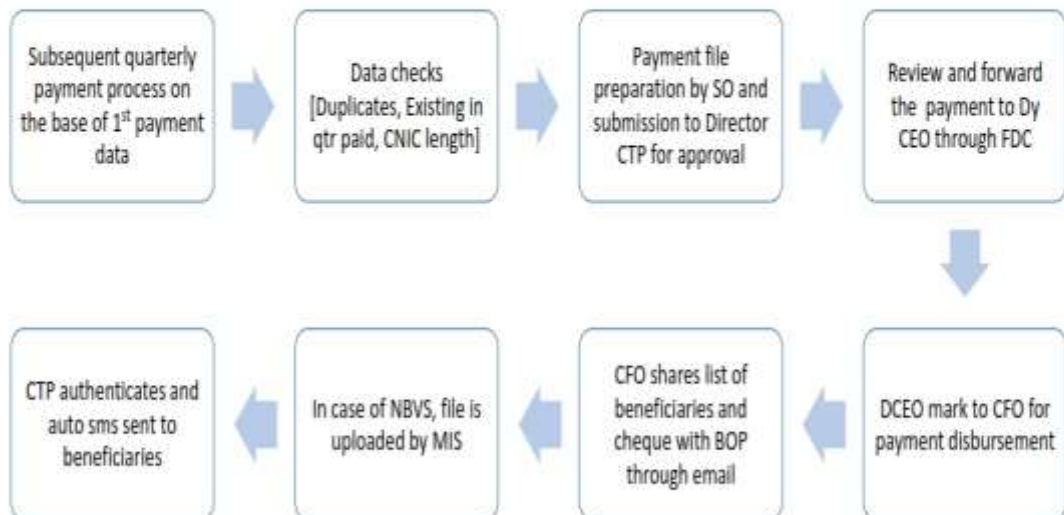 Subsequent quarterly
payment process on
the base of 1st payment
data
Data checks
[Duplicates, Existing in
qtr paid, CNIC length]
Payment file
preparation by SO and
submission to Director
CTP for approval
Review and forward
the payment to Dy
CEO through FDC
DCEO mark to CFO for
payment disbursement
CFO shares list of
beneficiaries and
cheque with BOP
through email
In case of NBVS, file is
uploaded by MIS
CTP authenticates and
auto sms sent to
beneficiaries